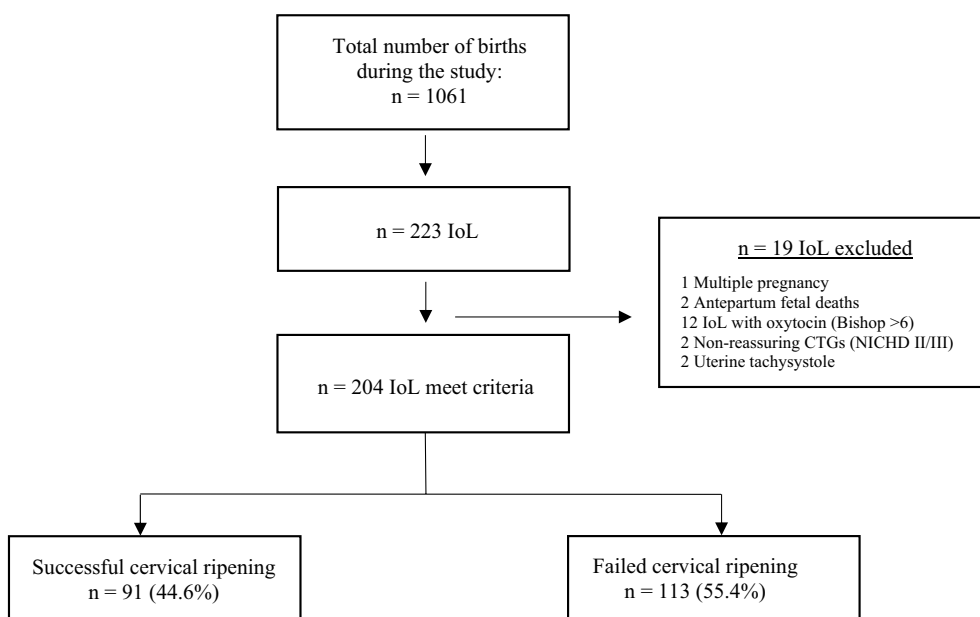 Total number of births
during the study:
n = 1061
n = 223 IoL
n = 19 IoL excluded
1 Multiple pregnancy
2 Antepartum fetal deaths
12 IoL with oxytocin (Bishop >6)
2 Non-reassuring CTGs (NICHD II/III)
2 Uterine tachysystole
n = 204 IoL meet criteria
Successful cervical ripening
n = 91 (44.6%)
Failed cervical ripening
n = 113 (55.4%)